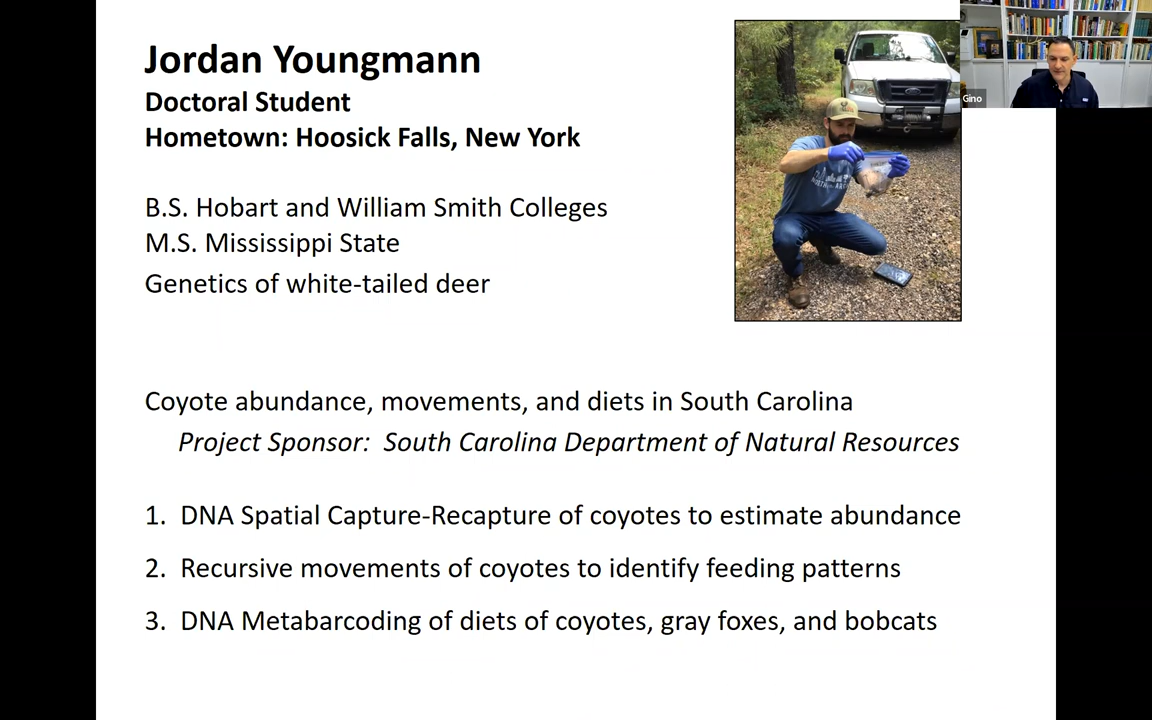 Jordan Youngmann
Doctoral Student
Hometown: Hoosick Falls, New York
B.S. Hobart and William Smith Colleges
M.S. Mississippi State
Genetics of white-tailed deer
Gino
Coyote abundance, movements, and diets in South Carolina
Project Sponsor: South Carolina Department of Natural Resources
1. DNA Spatial Capture-Recapture of coyotes to estimate abundance
2. Recursive movements of coyotes to identify feeding patterns
3. DNA Metabarcoding of diets of coyotes, gray foxes, and bobcats